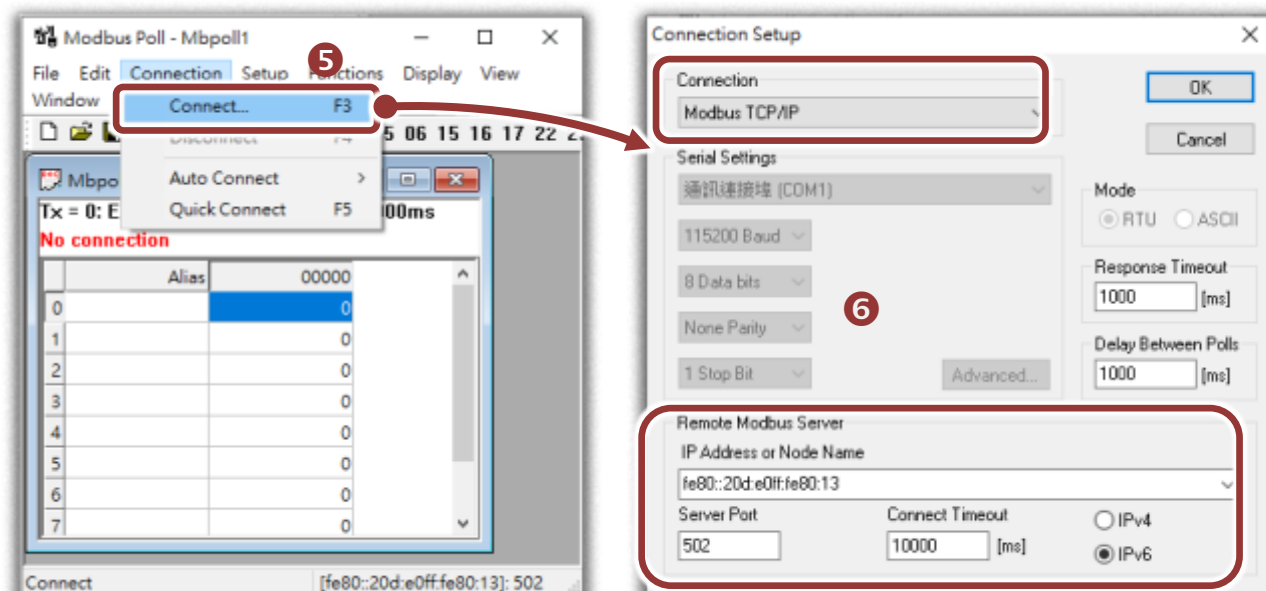 Modbus Poll - Mbpoll1
File Edit Connection Setup Functions Display View
5
Window
Connect... F3
5 06 15 16 17 22 2
Disconnect F4
Mbpo
Auto Connect >
Tx = 0: E
Quick Connect F5
00ms
No connection
Alias 00000
0 0
1 0
2 0
3 0
4 0
5 0
6 0
7 0
Connect [fe80::20d:e0ff:fe80:13]: 502
Connection Setup
Connection
Modbus TCP/IP
OK
Cancel
Serial Settings
通訊連接埠 (COM1)
115200 Baud
8 Data bits
None Parity
1 Stop Bit
Advanced...
6
Mode
RTU ASCII
Response Timeout
1000 [ms]
Delay Between Polls
1000 [ms]
Remote Modbus Server
IP Address or Node Name
fe80::20d:e0ff:fe80:13
Server Port Connect Timeout
502 10000 [ms]
IPv4
IPv6